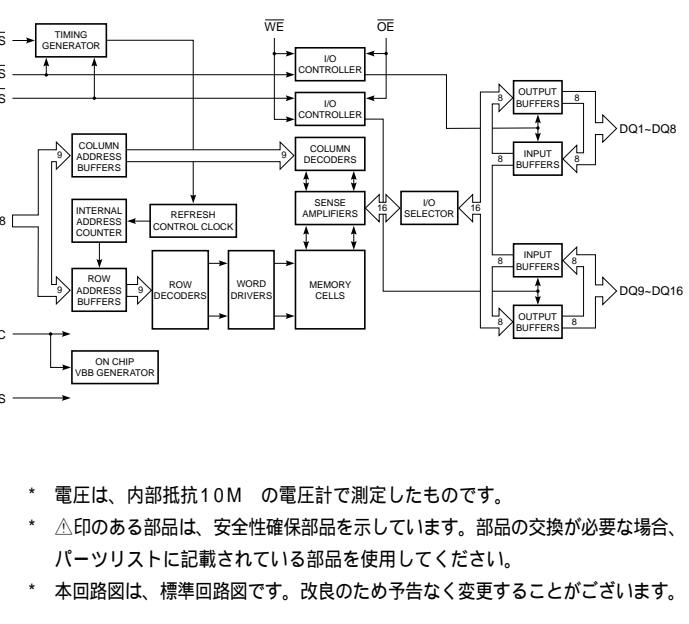 WE OE
S TIMING GENERATOR
S
S
I/O CONTROLLER
I/O CONTROLLER
8 OUTPUT BUFFERS 8
DQ1~DQ8
8 INPUT BUFFERS 8
9 COLUMN ADDRESS BUFFERS 9
COLUMN DECODERS
8
INTERNAL ADDRESS COUNTER
REFRESH CONTROL CLOCK
SENSE AMPLIFIERS
16
I/O SELECTOR
16
9 ROW ADDRESS BUFFERS 9
ROW DECODERS
WORD DRIVERS
MEMORY CELLS
8 INPUT BUFFERS 8
DQ9~DQ16
8 OUTPUT BUFFERS 8
C
ON CHIP VBB GENERATOR
S
* 電圧は、内部抵抗10M の電圧計で測定したものです。
* ⚠印のある部品は、安全性確保部品を示しています。部品の交換が必要な場合、
パーツリストに記載されている部品を使用してください。
* 本回路図は、標準回路図です。改良のため予告なく変更することがございます。